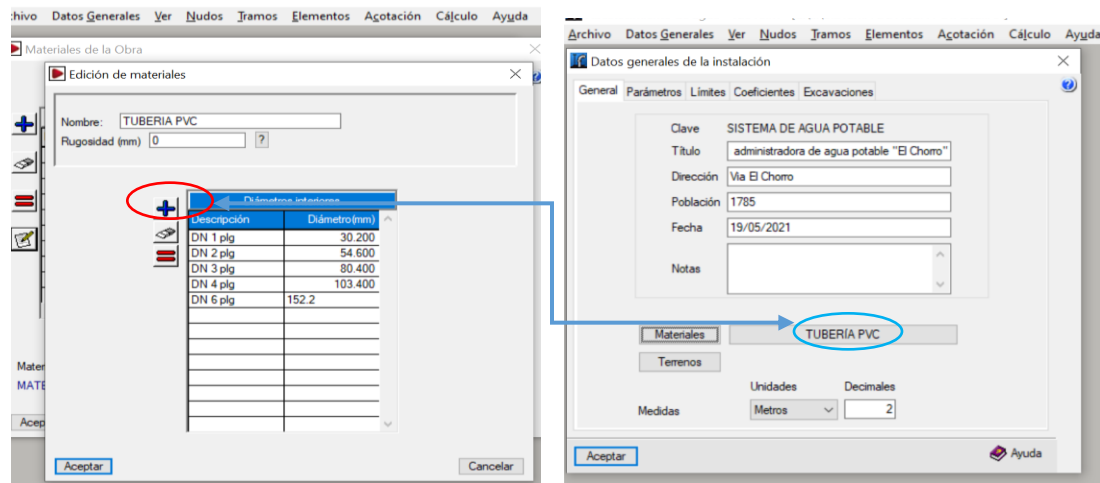 hivo Datos Generales Ver Nudos Tramos Elementos Acotación Cálculo Ayuda
Materiales de la Obra
Edición de materiales
Nombre: TUBERIA PVC
Rugosidad (mm) 0 ?
Diámetros interiores
Descripción Diámetro(mm)
DN 1 plg 30.200
DN 2 plg 54.600
DN 3 plg 80.400
DN 4 plg 103.400
DN 6 plg 152.2
Mater
MATE
Acep
Aceptar Cancelar
Archivo Datos Generales Ver Nudos Tramos Elementos Acotación Cálculo Ayuda
Datos generales de la instalación
General Parámetros Límites Coeficientes Excavaciones
Clave SISTEMA DE AGUA POTABLE
Título administradora de agua potable "El Chorro"
Dirección Via El Chorro
Población 1785
Fecha 19/05/2021
Notas
Materiales TUBERÍA PVC
Terrenos
Unidades Decimales
Medidas Metros 2
Aceptar Ayuda